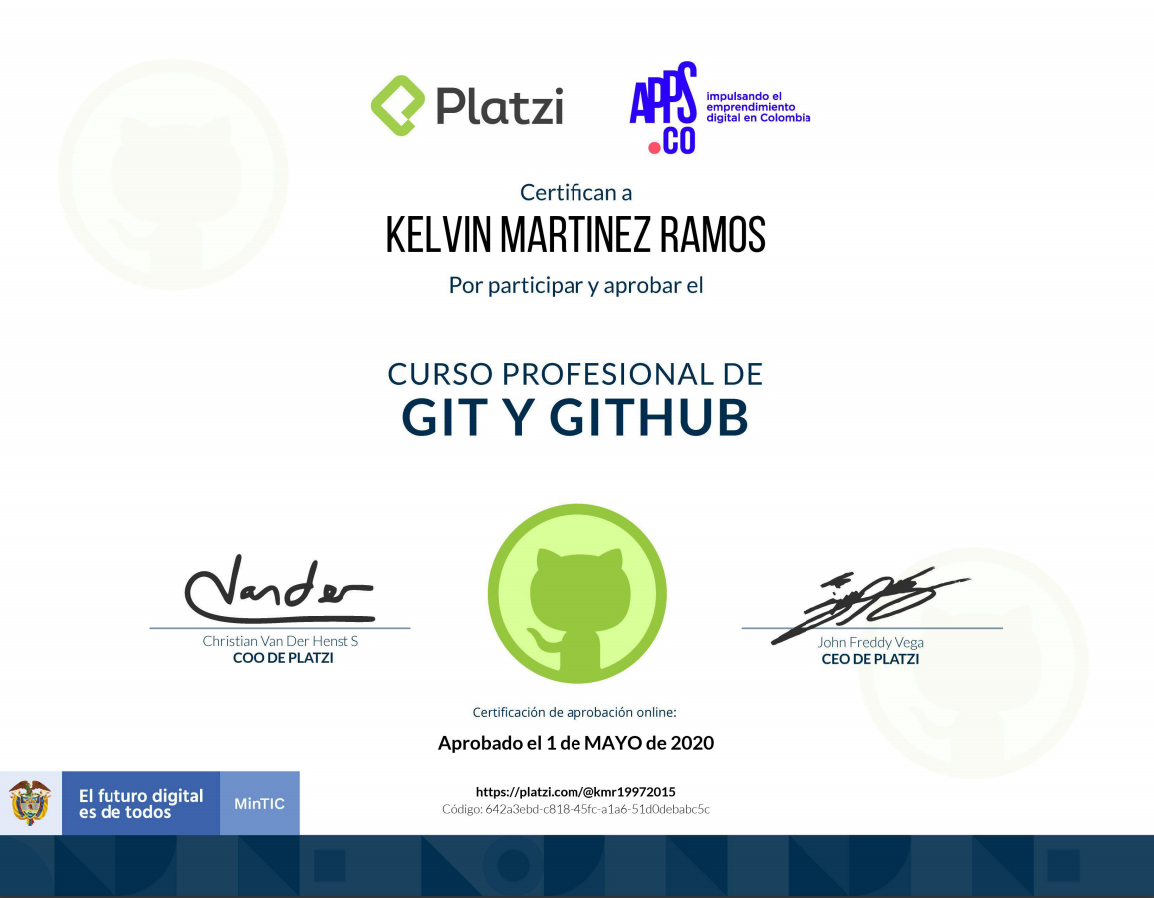 Platzi
APPS
.CO
impulsando el
emprendimiento
digital en Colombia
Certifican a
KELVIN MARTINEZ RAMOS
Por participar y aprobar el
CURSO PROFESIONAL DE
GIT Y GITHUB
Christian Van Der Henst S
COO DE PLATZI
John Freddy Vega
CEO DE PLATZI
Certificación de aprobación online:
Aprobado el 1 de MAYO de 2020
https://platzi.com/@kmr19972015
Código: 642a3ebd-c818-45fc-a1a6-51d0debabc5c
El futuro digital
es de todos
MinTIC